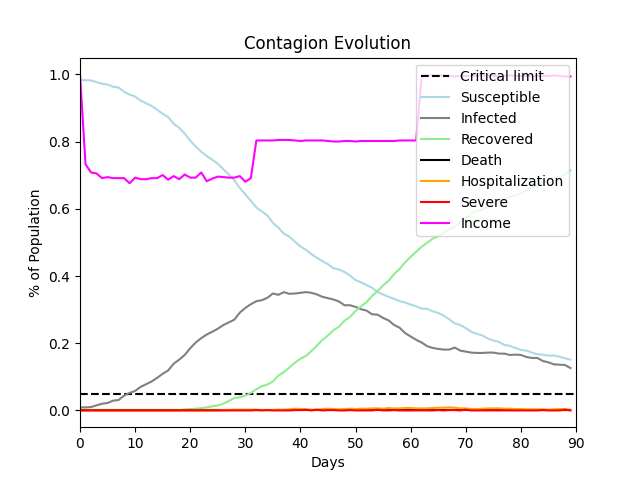 Contagion Evolution
% of Population
1.0
0.8
0.6
0.4
0.2
0.0
Critical limit
Susceptible
Infected
Recovered
Death
Hospitalization
Severe
Income
0 10 20 30 40 50 60 70 80 90
Days